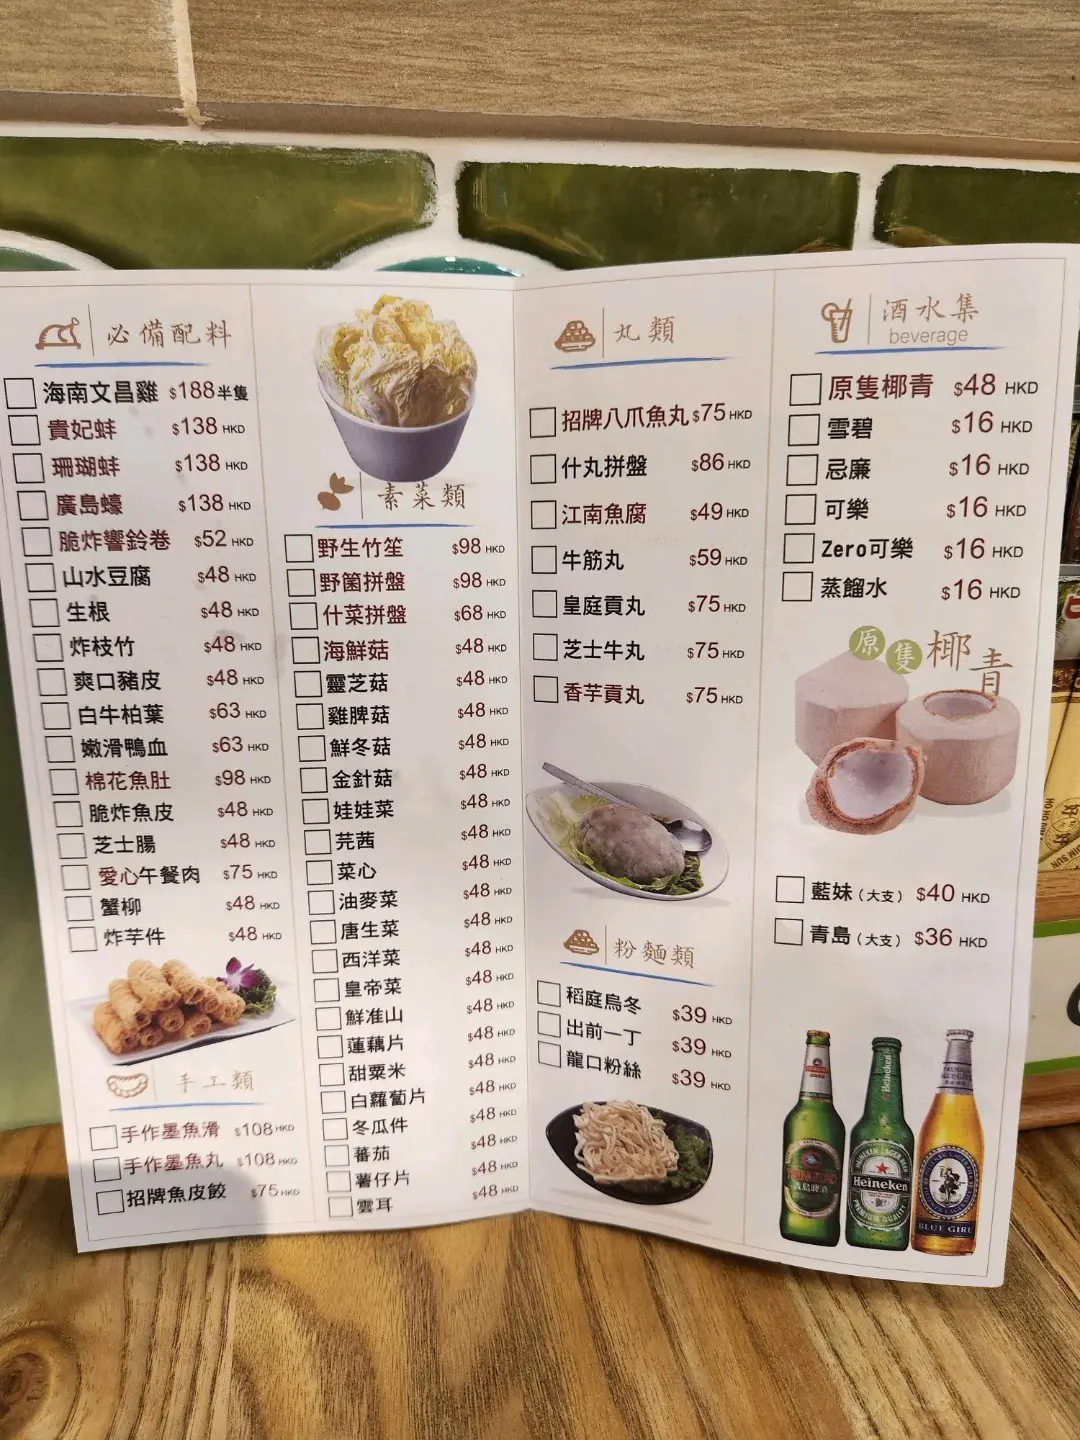 必備配料
海南文昌雞 $188半隻
貴妃蚌 $138 HKD
珊瑚蚌 $138 HKD
廣島蠔 $138 HKD
脆炸響鈴卷 $52 HKD
山水豆腐 $48 HKD
生根 $48 HKD
炸枝竹 $48 HKD
爽口豬皮 $48 HKD
白牛柏葉 $63 HKD
嫩滑鴨血 $63 HKD
棉花魚肚 $98 HKD
脆炸魚皮 $48 HKD
芝士腸 $48 HKD
愛心午餐肉 $75 HKD
蟹柳 $48 HKD
炸芋件 $48 HKD
手工類
手作墨魚滑 $108 HKD
手作墨魚丸 $108 HKD
招牌魚皮餃 $75 HKD
素菜類
野生竹笙 $98 HKD
野菌拼盤 $98 HKD
什菜拼盤 $68 HKD
海鮮菇 $48 HKD
靈芝菇 $48 HKD
雞脾菇 $48 HKD
鮮冬菇 $48 HKD
金針菇 $48 HKD
娃娃菜 $48 HKD
芫茜 $48 HKD
菜心 $48 HKD
油麥菜 $48 HKD
唐生菜 $48 HKD
西洋菜 $48 HKD
皇帝菜 $48 HKD
鮮准山 $48 HKD
蓮藕片 $48 HKD
甜粟米 $48 HKD
白蘿蔔片 $48 HKD
冬瓜件 $48 HKD
蕃茄 $48 HKD
薯仔片 $48 HKD
雲耳 $48 HKD
丸類
招牌八爪魚丸 $75 HKD
什丸拼盤 $86 HKD
江南魚腐 $49 HKD
牛筋丸 $59 HKD
皇庭貢丸 $75 HKD
芝士牛丸 $75 HKD
香芋貢丸 $75 HKD
粉麵類
稻庭烏冬 $39 HKD
出前一丁 $39 HKD
龍口粉絲 $39 HKD
酒水集
beverage
原隻椰青 $48 HKD
雪碧 $16 HKD
忌廉 $16 HKD
可樂 $16 HKD
Zero可樂 $16 HKD
蒸餾水 $16 HKD
原隻椰青
藍妹（大支） $40 HKD
青島（大支） $36 HKD
Heineken
Heineken
BLUE GIRL